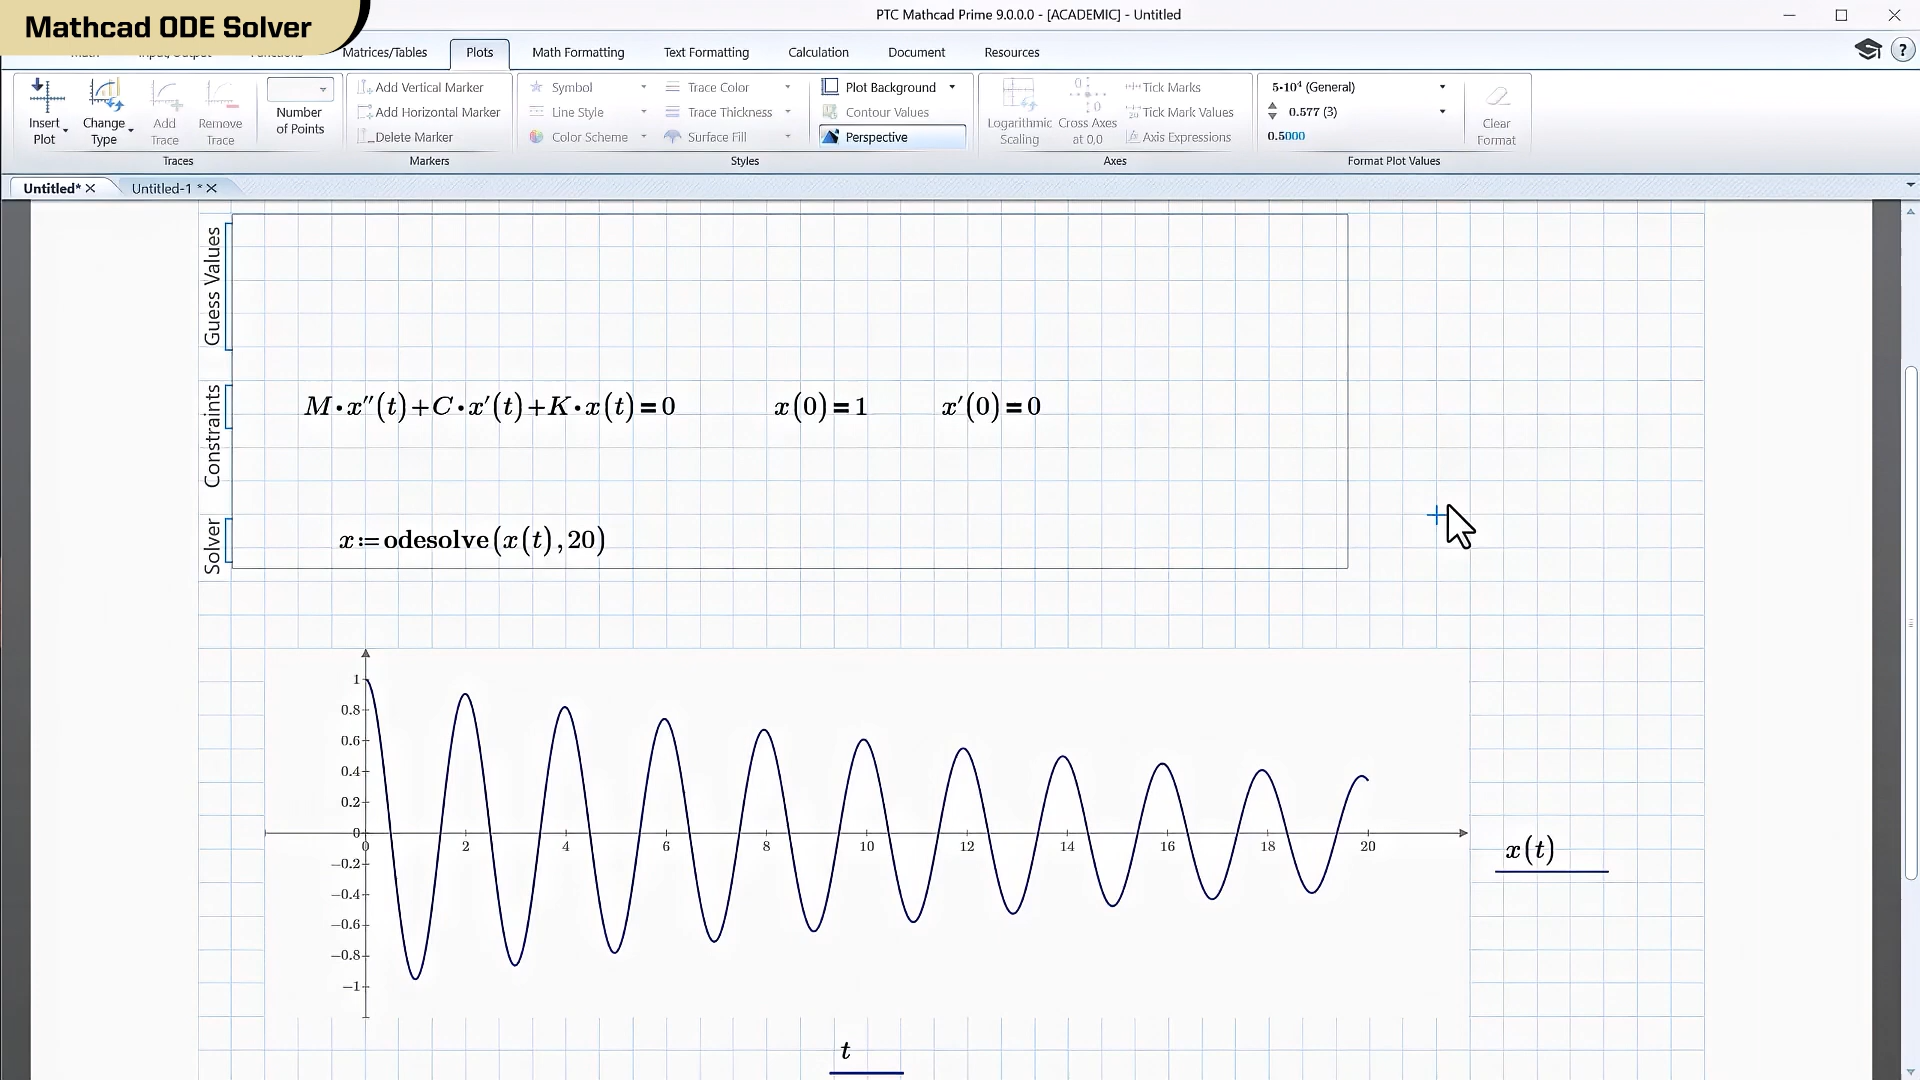 Mathcad ODE Solver
PTC Mathcad Prime 9.0.0.0 - [ACADEMIC] - Untitled
Matrices/Tables Plots Math Formatting Text Formatting Calculation Document Resources
Insert Plot
Change Type
Add Trace
Remove Trace
Traces
Number of Points
Add Vertical Marker
Add Horizontal Marker
Delete Marker
Markers
Symbol
Line Style
Color Scheme
Trace Color
Trace Thickness
Surface Fill
Styles
Plot Background
Contour Values
Perspective
Logarithmic Scaling
Cross Axes at 0,0
Tick Marks
Tick Mark Values
Axis Expressions
Axes
5•10⁴ (General)
0.577 (3)
0.5000
Format Plot Values
Clear Format
Untitled* Untitled-1 *
Guess Values
Constraints
M•x′′(t)+C•x′(t)+K•x(t)=0 x(0)=1 x′(0)=0
Solver
x:=odesolve(x(t),20)
1
0.8
0.6
0.4
0.2
0
−0.2
−0.4
−0.6
−0.8
−1
0 2 4 6 8 10 12 14 16 18 20
x(t)
t